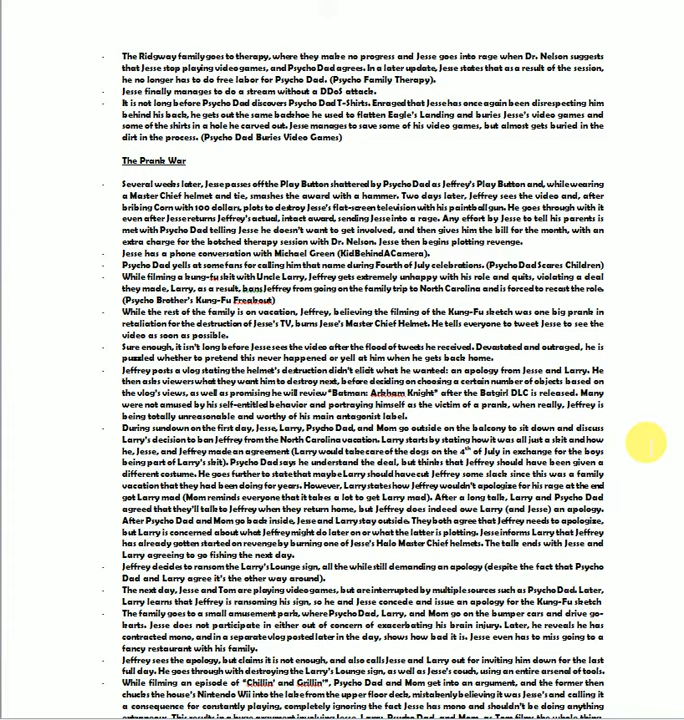 - The Ridgway family goes to therapy, where they make no progress and Jesse goes into rage when Dr. Nelson suggests
that Jesse stop playing video games, and Psycho Dad agrees. In a later update, Jesse states that as a result of the session,
he no longer has to do free labor for Psycho Dad. (Psycho Family Therapy).
- Jesse finally manages to do a stream without a DDoS attack.
- It is not long before Psycho Dad discovers Psycho Dad T-Shirts. Enraged that Jesse has once again been disrespecting him
behind his back, he gets out the same backhoe he used to flatten Eagle's Landing and buries Jesse's video games and
some of the shirts in a hole he carved out. Jesse manages to save some of his video games, but almost gets buried in the
dirt in the process. (Psycho Dad Buries Video Games)
The Prank War
- Several weeks later, Jesse passes off the Play Button shattered by Psycho Dad as Jeffrey's Play Button and, while wearing
a Master Chief helmet and tie, smashes the award with a hammer. Two days later, Jeffrey sees the video and, after
bribing Corn with 100 dollars, plots to destroy Jesse's flat-screen television with his paintball gun. He goes through with it
even after Jesse returns Jeffrey's actual, intact award, sending Jesse into a rage. Any effort by Jesse to tell his parents is
met with Psycho Dad telling Jesse he doesn't want to get involved, and then gives him the bill for the month, with an
extra charge for the botched therapy session with Dr. Nelson. Jesse then begins plotting revenge.
- Jesse has a phone conversation with Michael Green (KidBehindACamera).
- Psycho Dad yells at some fans for calling him that name during Fourth of July celebrations. (Psycho Dad Scares Children)
- While filming a kung-fu skit with Uncle Larry, Jeffrey gets extremely unhappy with his role and quits, violating a deal
they made, Larry, as a result, bans Jeffrey from going on the family trip to North Carolina and is forced to recast the role.
(Psycho Brother's Kung-Fu Freakout)
- While the rest of the family is on vacation, Jeffrey, believing the filming of the Kung-Fu sketch was one big prank in
retaliation for the destruction of Jesse's TV, burns Jesse's Master Chief Helmet. He tells everyone to tweet Jesse to see the
video as soon as possible.
- Sure enough, it isn't long before Jesse sees the video after the flood of tweets he received. Devastated and outraged, he is
puzzled whether to pretend this never happened or yell at him when he gets back home.
- Jeffrey posts a vlog stating the helmet's destruction didn't elicit what he wanted: an apology from Jesse and Larry. He
then asks viewers what they want him to destroy next, before deciding on choosing a certain number of objects based on
the vlog's views, as well as promising he will review "Batman: Arkham Knight" after the Batgirl DLC is released. Many
were not amused by his self-entitled behavior and portraying himself as the victim of a prank, when really, Jeffrey is
being totally unreasonable and worthy of his main antagonist label.
- During sundown on the first day, Jesse, Larry, Psycho Dad, and Mom go outside on the balcony to sit down and discuss
Larry's decision to ban Jeffrey from the North Carolina vacation. Larry starts by stating how it was all just a skit and how
he, Jesse, and Jeffrey made an agreement (Larry would take care of the dogs on the 4th of July in exchange for the boys
being part of Larry's skit). Psycho Dad says he understand the deal, but thinks that Jeffrey should have been given a
different costume. He goes further to state that maybe Larry should have cut Jeffrey some slack since this was a family
vacation that they had been doing for years. However, Larry states how Jeffrey wouldn't apologize for his rage at the end
got Larry mad (Mom reminds everyone that it takes a lot to get Larry mad). After a long talk, Larry and Psycho Dad
agreed that they'll talk to Jeffrey when they return home, but Jeffrey does indeed owe Larry (and Jesse) an apology.
After Psycho Dad and Mom go back inside, Jesse and Larry stay outside. They both agree that Jeffrey needs to apologize,
but Larry is concerned about what Jeffrey might do later on or what the latter is plotting. Jesse informs Larry that Jeffrey
has already gotten started on revenge by burning one of Jesse's Halo Master Chief helmets. The talk ends with Jesse and
Larry agreeing to go fishing the next day.
- Jeffrey decides to ransom the Larry's Lounge sign, all the while still demanding an apology (despite the fact that Psycho
Dad and Larry agree it's the other way around).
- The next day, Jesse and Tom are playing video games, but are interrupted by multiple sources such as Psycho Dad. Later,
Larry learns that Jeffrey is ransoming his sign, so he and Jesse concede and issue an apology for the Kung-Fu sketch
- The family goes to a small amusement park, where Psycho Dad, Larry, and Mom go on the bumper cars and drive go-
karts. Jesse does not participate in either out of concern of exacerbating his brain injury. Later, he reveals he has
contracted mono, and in a separate vlog posted later in the day, shows how bad it is. Jesse even has to miss going to a
fancy restaurant with his family.
- Jeffrey sees the apology, but claims it is not enough, and also calls Jesse and Larry out for inviting him down for the last
full day. He goes through with destroying the Larry's Lounge sign, as well as Jesse's couch, using an entire arsenal of tools.
- While filming an episode of "Chillin' and Grillin'", Psycho Dad and Mom get into an argument, and the former then
chucks the house's Nintendo Wii into the lake from the upper floor deck, mistakenly believing it was Jesse's and calling it
a consequence for constantly playing, completely ignoring the fact Jesse has mono and shouldn't be doing anything
extraneous. This results in a huge argument involving Jesse, Larry, Psycho Dad, and Mom, as Tom films the whole thing